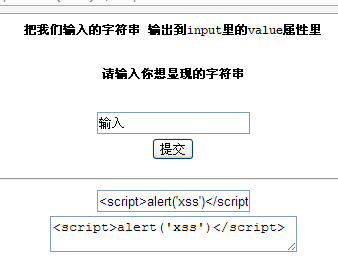 把我们输入的字符串 输出到input里的value属性里
请输入你想显现的字符串
输入
提交
<script>alert('xss')</script
<script>alert('xss')</script>